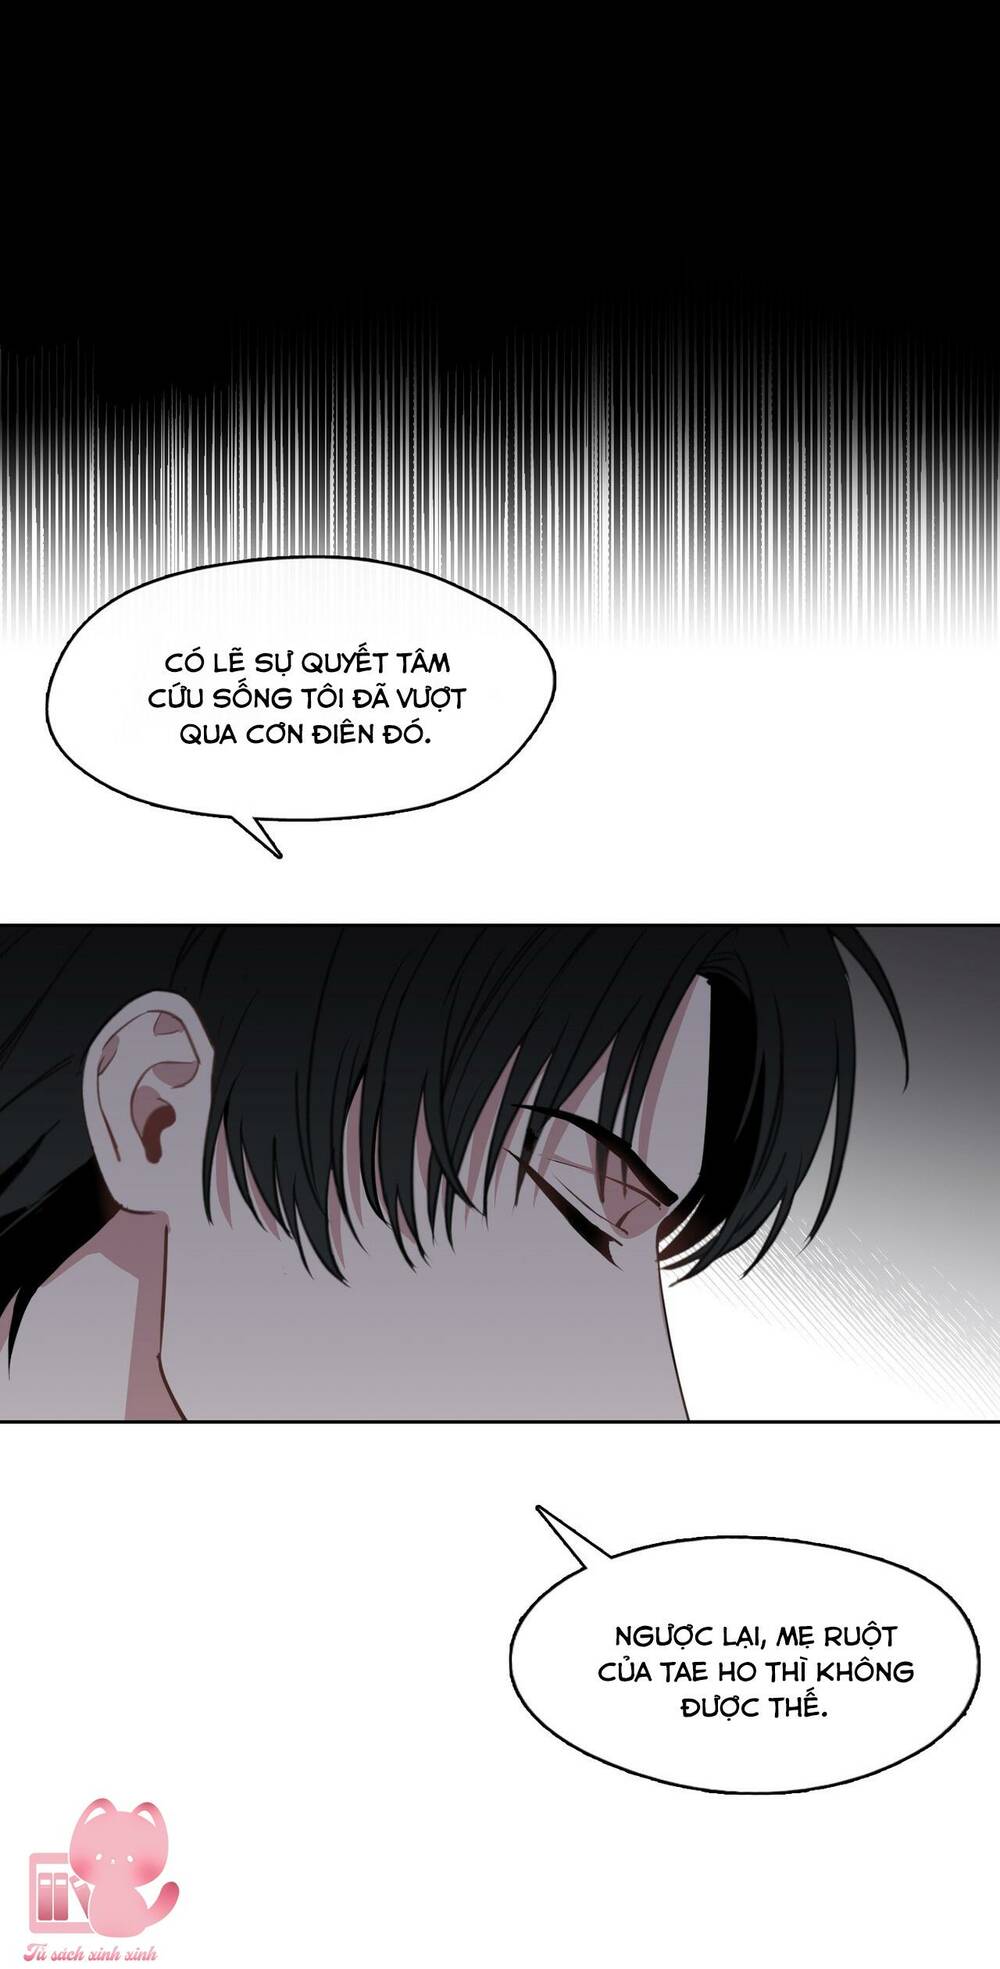 CÓ LẼ SỰ QUYẾT TÂM
CỨU SỐNG TÔI ĐÃ VƯỢT
QUA CƠN ĐIÊN ĐÓ.
NGƯỢC LẠI, MẸ RUỘT
CỦA TAE HO THÌ KHÔNG
ĐƯỢC THẾ.
Tủ sách xinh xinh